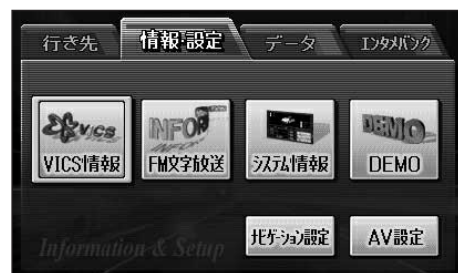 行き先 情報・設定 データ エンタメバンク
VICS INFOR DEMO
VICS情報 FM文字放送 システム情報 DEMO
Information & Setup ナビゲーション設定 AV設定